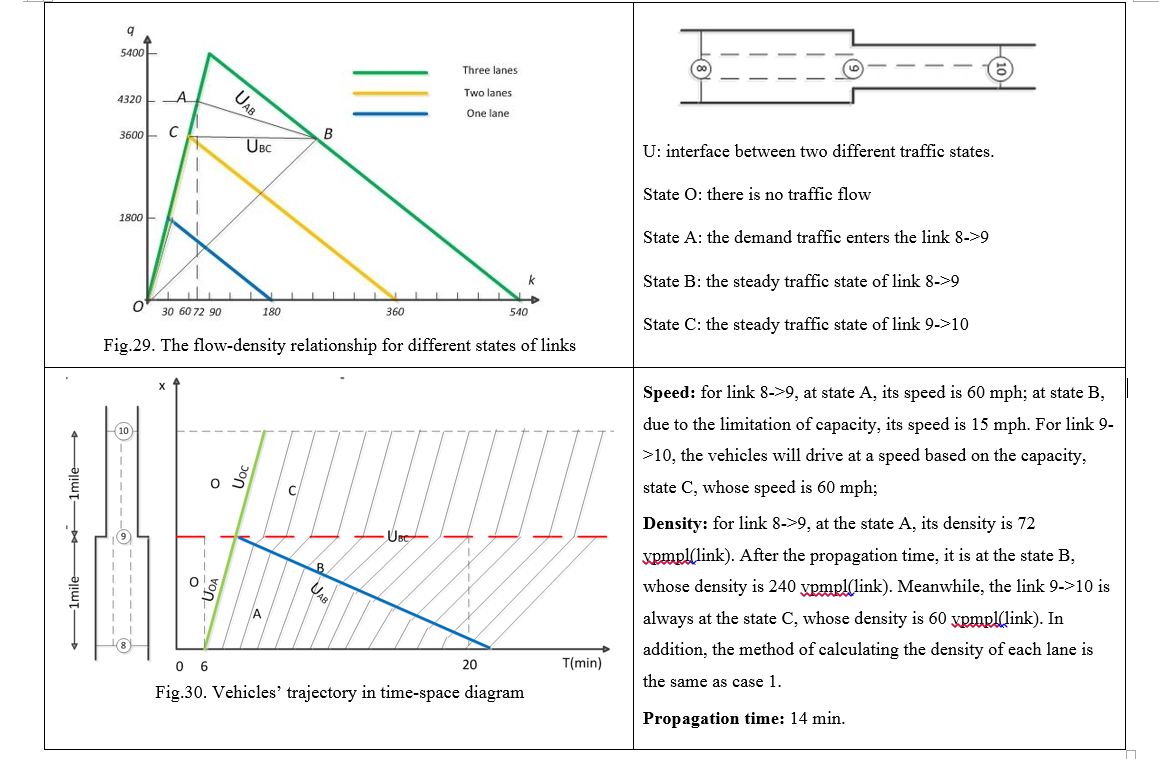 q
5400
4320
3600
1800
A
C
B
UAB
UBC
Three lanes
Two lanes
One lane
k
O
30 60 72 90 180 360 540
Fig.29. The flow-density relationship for different states of links
8 9 10
U: interface between two different traffic states.
State O: there is no traffic flow
State A: the demand traffic enters the link 8->9
State B: the steady traffic state of link 8->9
State C: the steady traffic state of link 9->10
x
10
9
8
1mile
1mile
O
UOC
C
UBC
O
UOA
A
B
UAB
0 6 20 T(min)
Fig.30. Vehicles’ trajectory in time-space diagram
Speed: for link 8->9, at state A, its speed is 60 mph; at state B,
due to the limitation of capacity, its speed is 15 mph. For link 9-
>10, the vehicles will drive at a speed based on the capacity,
state C, whose speed is 60 mph;
Density: for link 8->9, at the state A, its density is 72
vpmpl(link). After the propagation time, it is at the state B,
whose density is 240 vpmpl(link). Meanwhile, the link 9->10 is
always at the state C, whose density is 60 vpmpl(link). In
addition, the method of calculating the density of each lane is
the same as case 1.
Propagation time: 14 min.